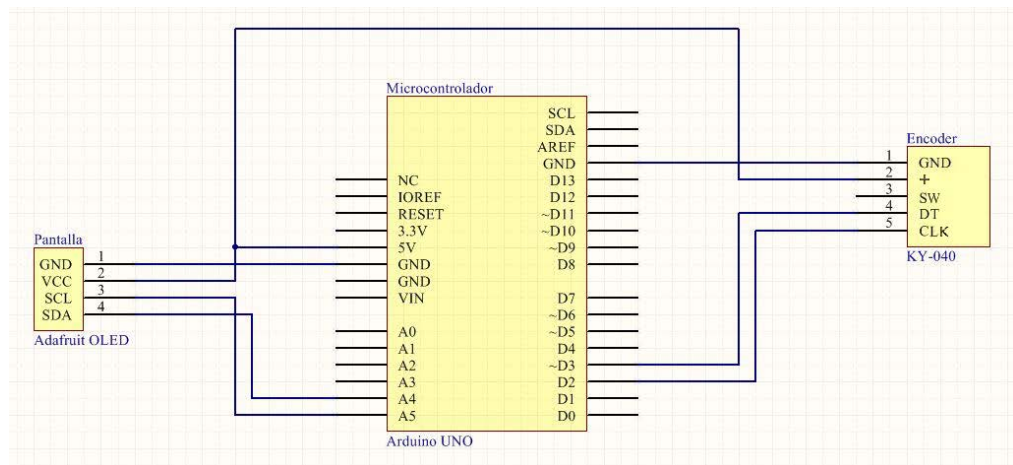 Microcontrolador
SCL
SDA
AREF
GND
NC
D13
IOREF
D12
RESET
~D11
3.3V
~D10
5V
~D9
GND
D8
GND
VIN
D7
~D6
A0
~D5
A1
D4
A2
~D3
A3
D2
A4
D1
A5
D0
Arduino UNO
Pantalla
GND 1
VCC 2
SCL 3
SDA 4
Adafruit OLED
Encoder
1 GND
2 +
3 SW
4 DT
5 CLK
KY-040